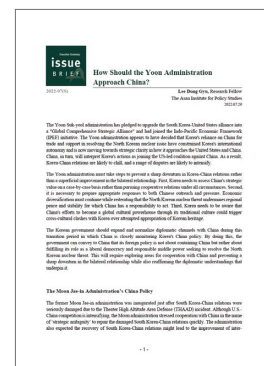 issue
BRIEF
How Should the Yoon Administration
Approach China?
Lee Dong Gyu, Research Fellow
The Asan Institute for Policy Studies
The Yoon Suk-yeol administration has pledged to upgrade the South Korea-United States alliance into
a "Global Comprehensive Strategic Alliance" and had joined the Indo-Pacific Economic Framework
(IPEF) initiative. The Yoon administration appears to have decided that Korea's reliance on China for
trade and support in resolving the North Korean nuclear issue have constrained Korea's international
autonomy and is now moving towards strategic clarity in how it approaches the United States and China.
China, in turn, will interpret Korea's actions as joining the US-led coalition against China. As a result,
Korea-China relations are likely to chill, and a range of disputes are likely to intensify.
The Yoon Administration must take steps to prevent a sharp deviation in Korea-China relations rather
than a superficial improvement in the bilateral relationship. First, Korea needs to assess China's strategic
value on a case-by-case basis rather than pursuing cooperative relations under all circumstances. Second,
it is necessary to prepare appropriate responses to both Chinese outreach and pressure. Economic
diversification must continue while reiterating that the North Korean nuclear threat undermines regional
peace and stability for which China has a responsibility to act. Third, Korea needs to be aware that
China's efforts to become a global cultural powerhouse through its traditional culture could trigger
cross-cultural clashes with Korea over attempted appropriation of Korean heritage.
The Korean government should expand and normalize diplomatic channels with China during this
transition period in which China is closely monitoring Korea's China policy. By doing this, the
government can convey to China that its foreign policy is not about containing China but rather about
fulfilling its role as a liberal democracy and responsible middle power seeking to resolve the North
Korean nuclear threat. This will require exploring areas for cooperation with China and preventing a
sharp deviation in the bilateral relationship while also reaffirming the diplomatic understandings that
underpin it.
The Moon Jae-in Administration's China Policy
The former Moon Jae-in administration was inaugurated just after South Korea-China relations were
seriously damaged due to the Theater High Altitude Area Defense (THAAD) incident. Although U.S.-
China competition is intensifying, the Moon administration stressed cooperation with China in the name
of 'strategic ambiguity' to repair the damaged South Korea-China relations quickly. The administration
also expected the recovery of South Korea-China relations might lead to the improvement of inter-
- 1 -